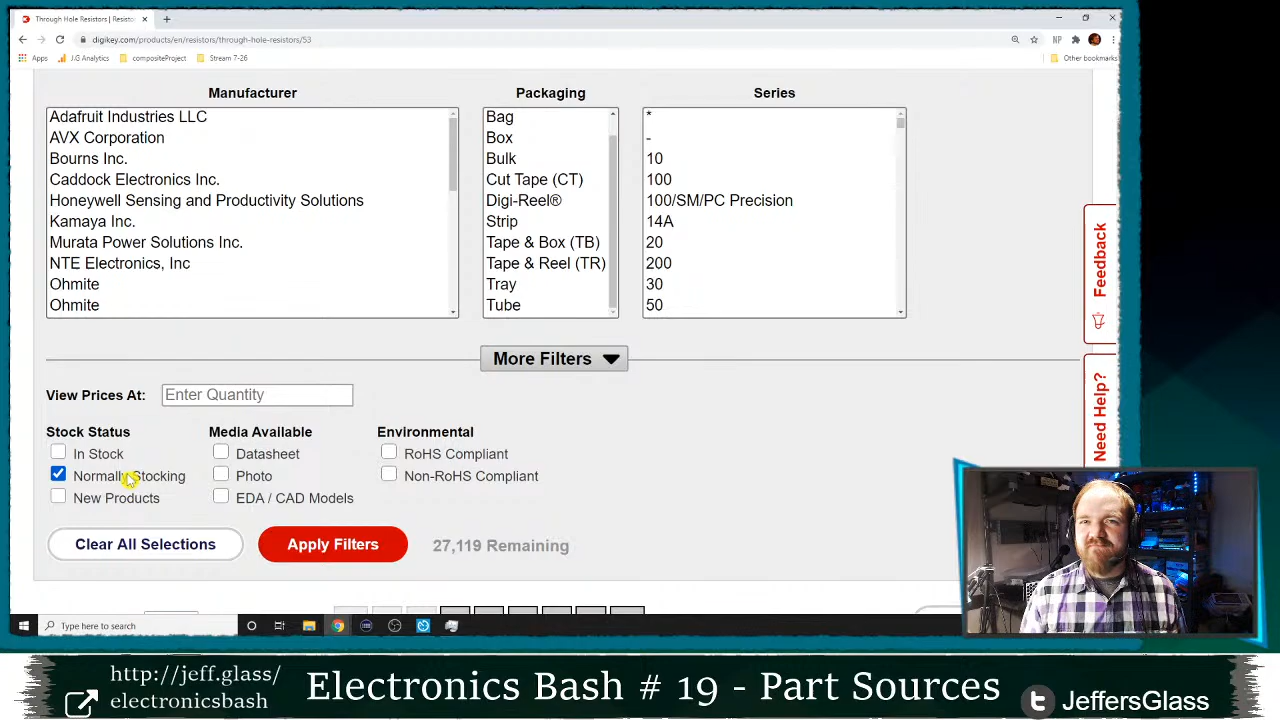 Through Hole Resistors | Resisto
digikey.com/products/en/resistors/through-hole-resistors/53
NP
Apps
J.G Analytics
compositeProject
Stream 7-26
Other bookmarks
Manufacturer
Packaging
Series
Adafruit Industries LLC
AVX Corporation
Bourns Inc.
Caddock Electronics Inc.
Honeywell Sensing and Productivity Solutions
Kamaya Inc.
Murata Power Solutions Inc.
NTE Electronics, Inc
Ohmite
Ohmite
Bag
Box
Bulk
Cut Tape (CT)
Digi-Reel®
Strip
Tape & Box (TB)
Tape & Reel (TR)
Tray
Tube
*
-
10
100
100/SM/PC Precision
14A
20
200
30
50
Feedback
Need Help?
More Filters
View Prices At:
Enter Quantity
Stock Status
In Stock
Normally Stocking
New Products
Media Available
Datasheet
Photo
EDA / CAD Models
Environmental
RoHS Compliant
Non-RoHS Compliant
Clear All Selections
Apply Filters
27,119 Remaining
Type here to search
http://jeff.glass/
electronicsbash
Electronics Bash # 19 - Part Sources
JeffersGlass